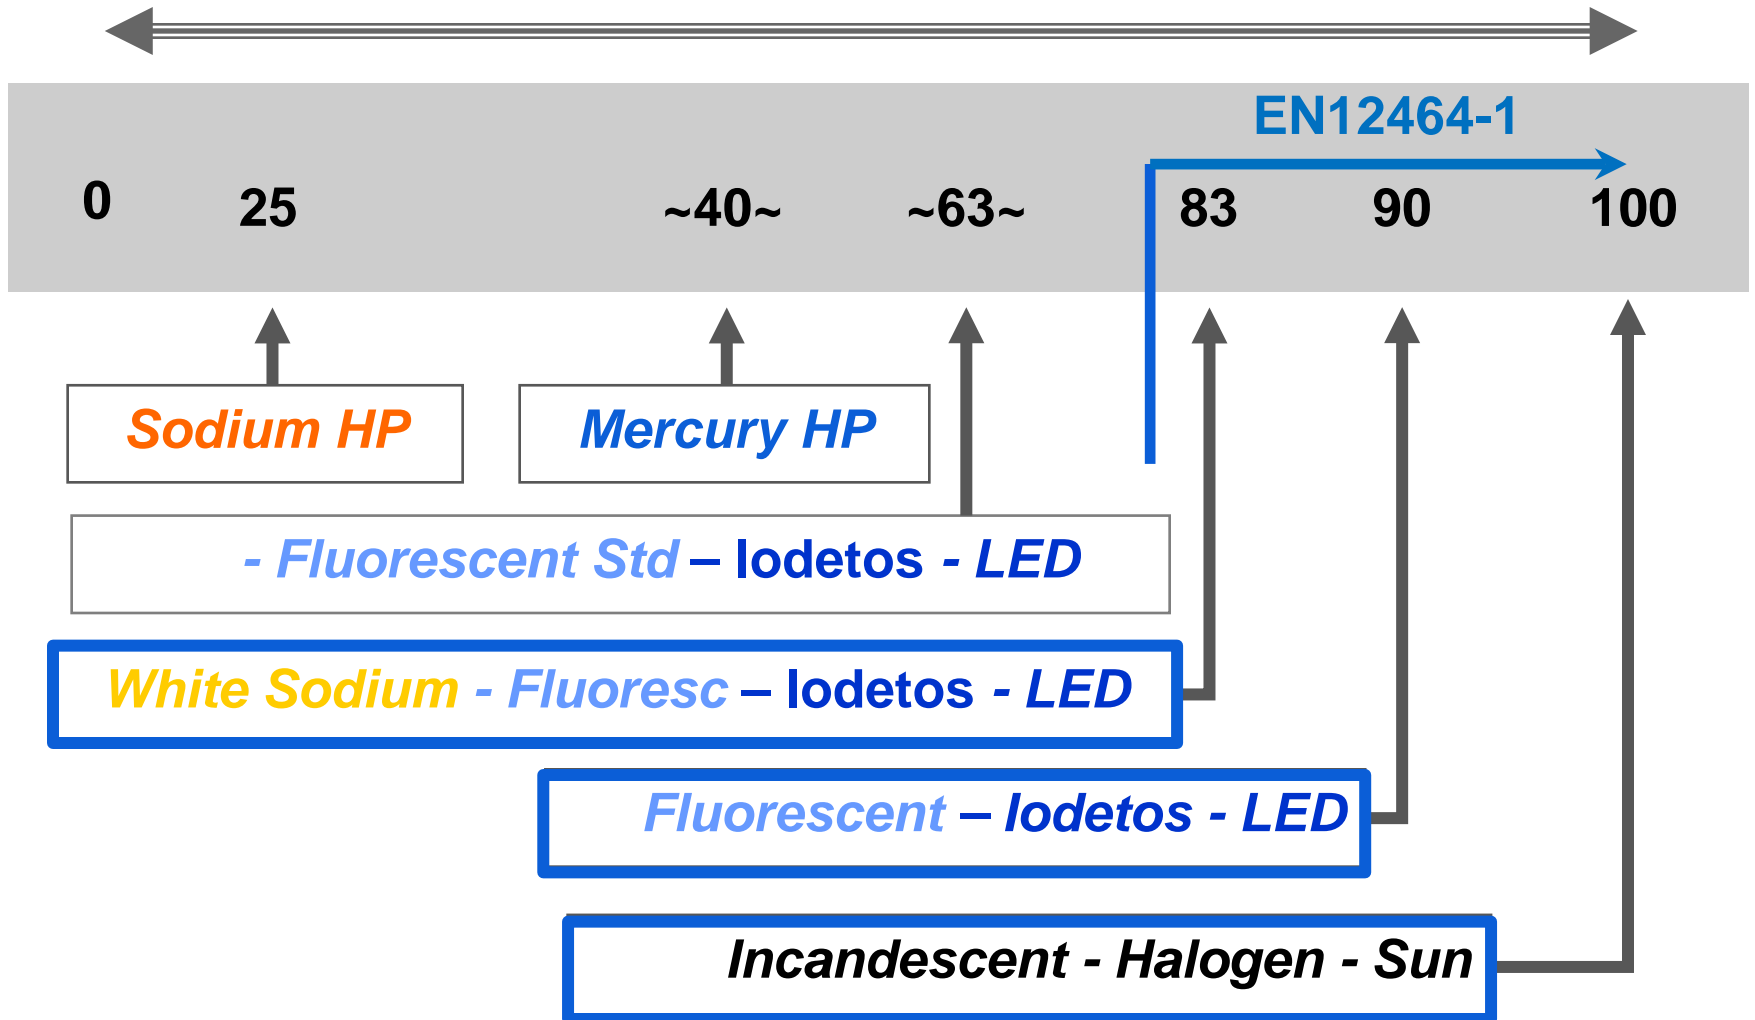 EN12464-1
0 25 ~40~ ~63~ 83 90 100
Sodium HP
Mercury HP
- Fluorescent Std – Iodetos - LED
White Sodium - Fluoresc – Iodetos - LED
Fluorescent – Iodetos - LED
Incandescent - Halogen - Sun